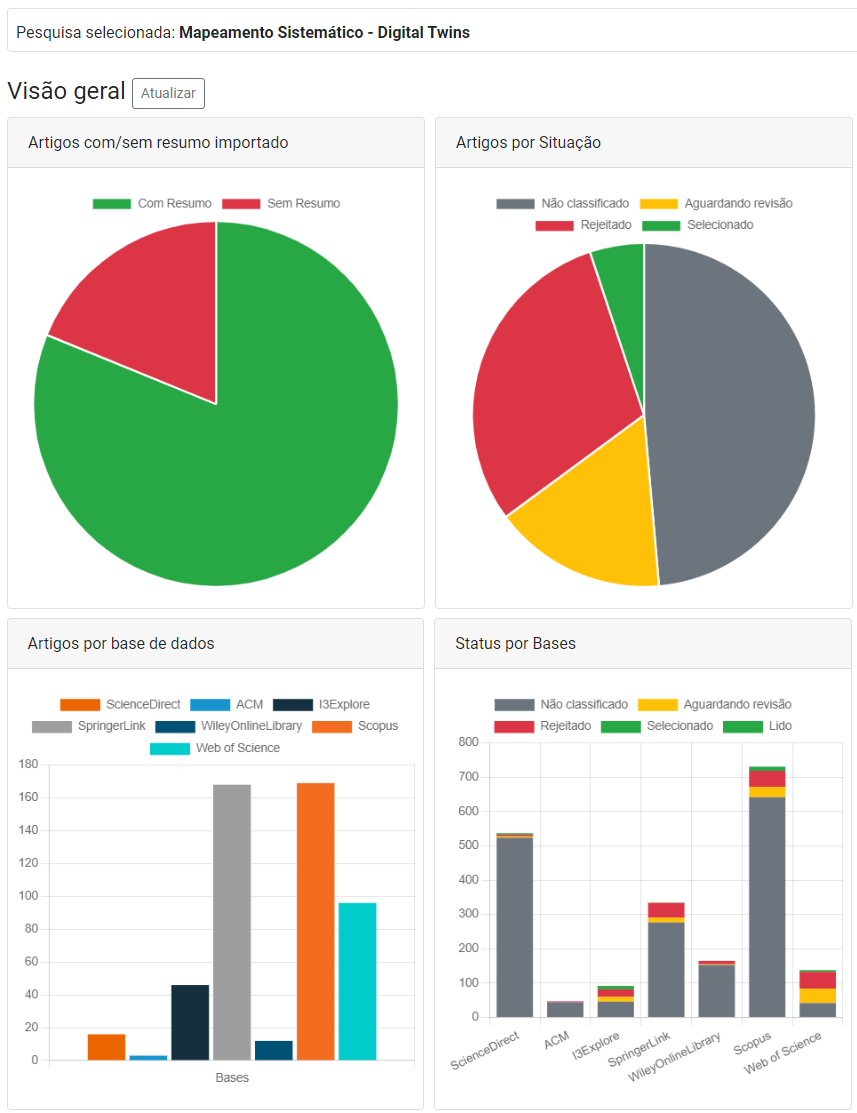 Pesquisa selecionada: Mapeamento Sistemático - Digital Twins
Visão geral Atualizar
Artigos com/sem resumo importado
Com Resumo Sem Resumo
Artigos por Situação
Não classificado Aguardando revisão
Rejeitado Selecionado
Artigos por base de dados
ScienceDirect ACM I3Explore
SpringerLink WileyOnlineLibrary Scopus
Web of Science
180
160
140
120
100
80
60
40
20
0
Bases
Status por Bases
Não classificado Aguardando revisão
Rejeitado Selecionado Lido
800
700
600
500
400
300
200
100
0
ScienceDirect
ACM
I3Explore
SpringerLink
WileyOnlineLibrary
Scopus
Web of Science